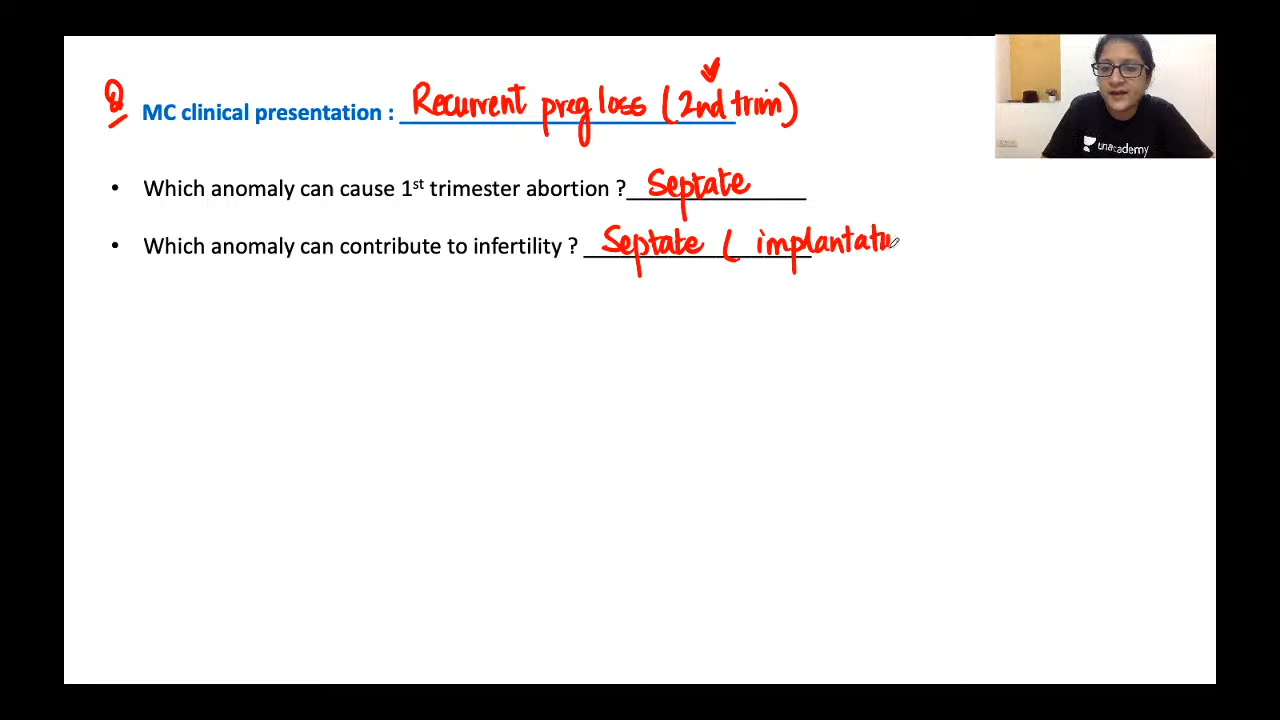 Q MC clinical presentation : Recurrent preg loss (2nd trim)
• Which anomaly can cause 1st trimester abortion ? Septate
• Which anomaly can contribute to infertility ? Septate (
unacademy